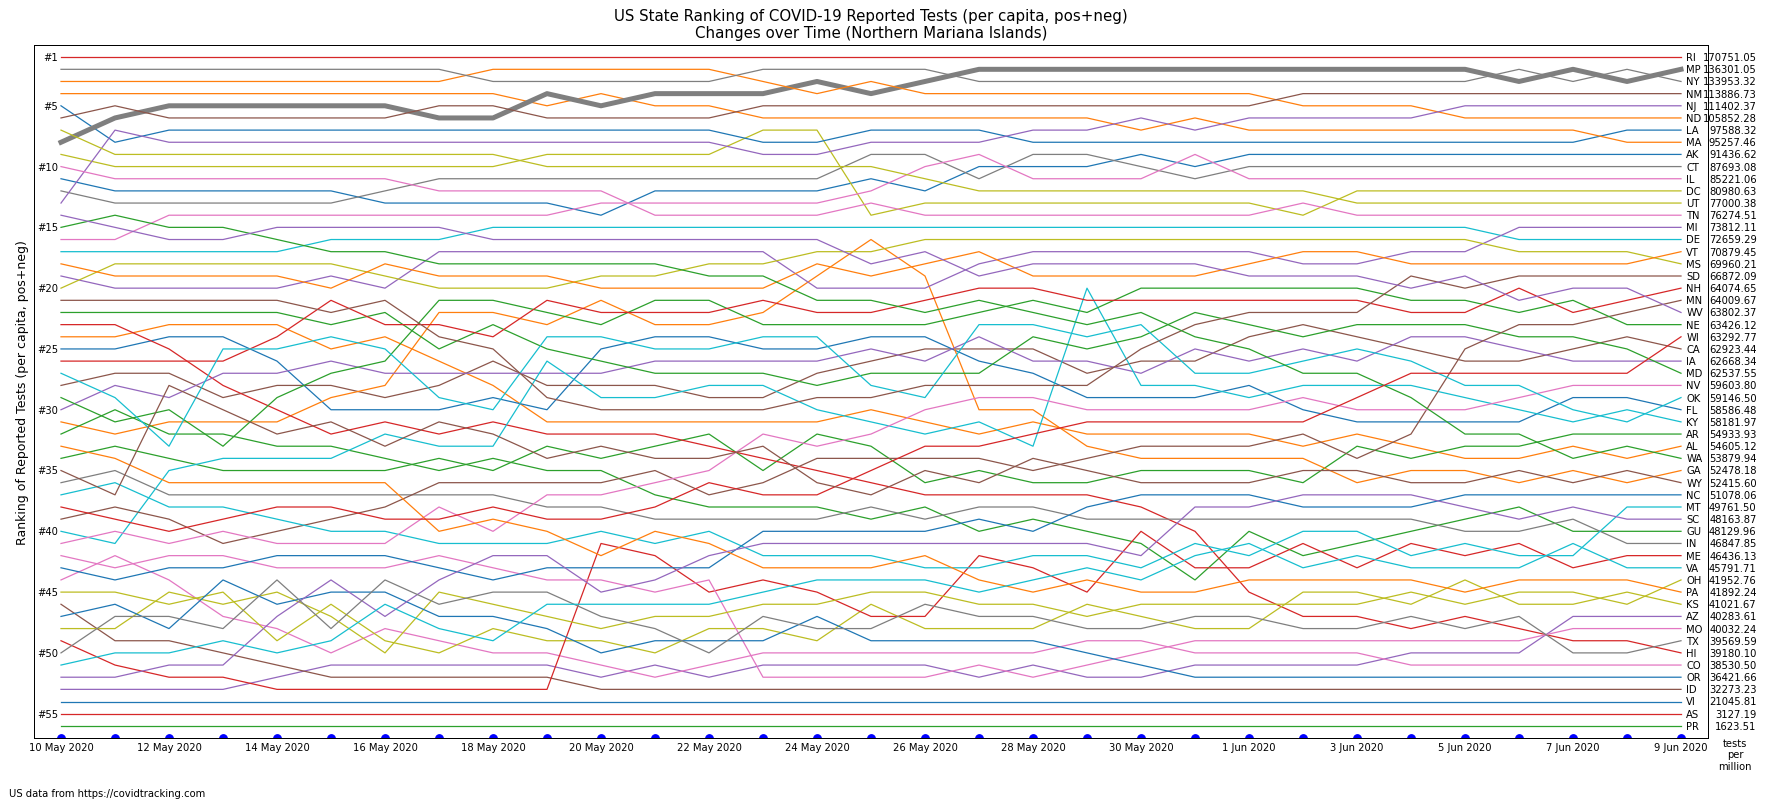 US State Ranking of COVID-19 Reported Tests (per capita, pos+neg)
Changes over Time (Northern Mariana Islands)
Ranking of Reported Tests (per capita, pos+neg)
#1
#5
#10
#15
#20
#25
#30
#35
#40
#45
#50
#55
RI 170751.05
MP 136301.05
NY 133953.32
NM 113886.73
NJ 111402.37
ND 105852.28
LA 97588.32
MA 95257.46
AK 91436.62
CT 87693.08
IL 85221.06
DC 80980.63
UT 77000.38
TN 76274.51
MI 73812.11
DE 72659.29
VT 70879.45
MS 69960.21
SD 66872.09
NH 64074.65
MN 64009.67
WV 63802.37
NE 63426.12
WI 63292.77
CA 62923.44
IA 62668.34
MD 62537.55
NV 59603.80
OK 59146.50
FL 58586.48
KY 58181.97
AR 54933.93
AL 54605.12
WA 53879.94
GA 52478.18
WY 52415.60
NC 51078.06
MT 49761.50
SC 48163.87
GU 48129.96
IN 46847.85
ME 46436.13
VA 45791.71
OH 41952.76
PA 41892.24
KS 41021.67
AZ 40283.61
MO 40032.24
TX 39569.59
HI 39180.10
CO 38530.50
OR 36421.66
ID 32273.23
VI 21045.81
AS 3127.19
PR 1623.51
10 May 2020 12 May 2020 14 May 2020 16 May 2020 18 May 2020 20 May 2020 22 May 2020 24 May 2020 26 May 2020 28 May 2020 30 May 2020 1 Jun 2020 3 Jun 2020 5 Jun 2020 7 Jun 2020 9 Jun 2020
tests
per
million
US data from https://covidtracking.com